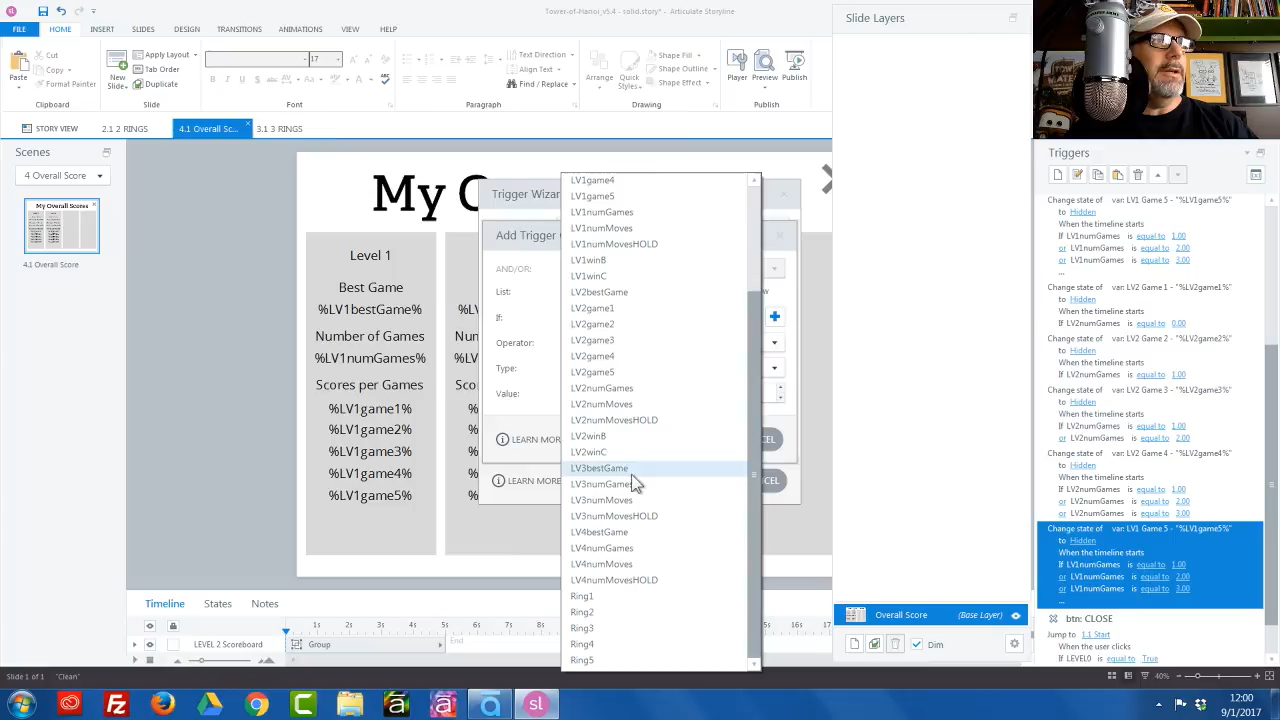 Tower-of-Hanoi_v5.4 - solid.story* - Articulate Storyline
FILE HOME INSERT SLIDES DESIGN TRANSITIONS ANIMATIONS VIEW HELP
Paste
Cut
Copy
Format Painter
Clipboard
New Slide
Apply Layout
Tab Order
Duplicate
Slide
17
B I U S
Font
Align Text
Find/Replace
Paragraph
Arrange
Quick Styles
Shape Fill
Shape Outline
Shape Effect
Drawing
Player
Preview
Publish
Publish
STORY VIEW
2.1 2 RINGS
4.1 Overall Sc...
3.1 3 RINGS
Scenes
4 Overall Score
My Overall Scores
4.1 Overall Score
My O
Level 1
Best Game
%LV1bestGame%
Number of Games
%LV1numGames%
Scores per Games
%LV1game1%
%LV1game2%
%LV1game3%
%LV1game4%
%LV1game5%
Trigger Wizar
Add Trigger
AND/OR:
List:
If:
Operator:
Type:
Value:
LEARN MOR
LEARN MORE
CEL
CEL
LV1game4
LV1game5
LV1numGames
LV1numMoves
LV1numMovesHOLD
LV1winB
LV1winC
LV2bestGame
LV2game1
LV2game2
LV2game3
LV2game4
LV2game5
LV2numGames
LV2numMoves
LV2numMovesHOLD
LV2winB
LV2winC
LV3bestGame
LV3numGames
LV3numMoves
LV3numMovesHOLD
LV4bestGame
LV4numGames
LV4numMoves
LV4numMovesHOLD
Ring1
Ring2
Ring3
Ring4
Ring5
Slide Layers
Overall Score (Base Layer)
Dim
Triggers
Change state of var: LV1 Game 5 - "%LV1game5%"
to Hidden
When the timeline starts
If LV1numGames is equal to 1.00
or LV1numGames is equal to 2.00
or LV1numGames is equal to 3.00
...
Change state of var: LV2 Game 1 - "%LV2game1%"
to Hidden
When the timeline starts
If LV2numGames is equal to 0.00
Change state of var: LV2 Game 2 - "%LV2game2%"
to Hidden
When the timeline starts
If LV2numGames is equal to 1.00
Change state of var: LV2 Game 3 - "%LV2game3%"
to Hidden
When the timeline starts
If LV2numGames is equal to 1.00
or LV2numGames is equal to 2.00
Change state of var: LV2 Game 4 - "%LV2game4%"
to Hidden
When the timeline starts
If LV2numGames is equal to 1.00
or LV2numGames is equal to 2.00
or LV2numGames is equal to 3.00
Change state of var: LV1 Game 5 - "%LV1game5%"
to Hidden
When the timeline starts
If LV1numGames is equal to 1.00
or LV1numGames is equal to 2.00
or LV1numGames is equal to 3.00
...
btn: CLOSE
Jump to 1.1 Start
When the user clicks
If LEVEL0 is equal to True
Timeline States Notes
1s 2s 3s 4s 5s 6s 7s
End
LEVEL 2 Scoreboard
Group
Slide 1 of 1 "Clean"
40%
12:00
9/1/2017